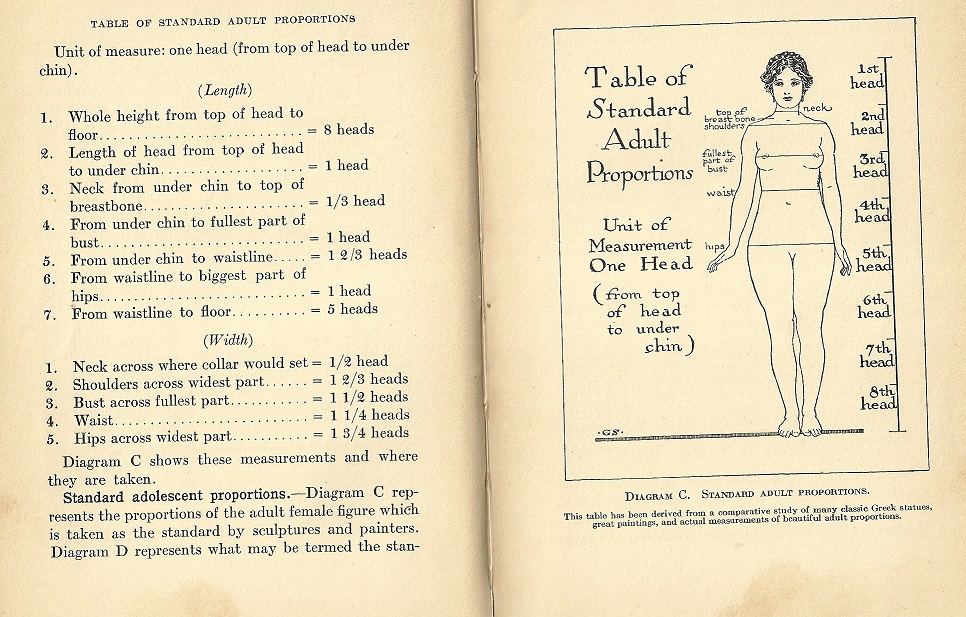 TABLE OF STANDARD ADULT PROPORTIONS
Unit of measure: one head (from top of head to under
chin).
(Length)
1. Whole height from top of head to
floor........................... = 8 heads
2. Length of head from top of head
to under chin................... = 1 head
3. Neck from under chin to top of
breastbone...................... = 1/3 head
4. From under chin to fullest part of
bust............................ = 1 head
5. From under chin to waistline..... = 1 2/3 heads
6. From waistline to biggest part of
hips............................ = 1 head
7. From waistline to floor.......... = 5 heads
(Width)
1. Neck across where collar would set = 1/2 head
2. Shoulders across widest part...... = 1 2/3 heads
3. Bust across fullest part........... = 1 1/2 heads
4. Waist............................ = 1 1/4 heads
5. Hips across widest part........... = 1 3/4 heads
Diagram C shows these measurements and where
they are taken.
Standard adolescent proportions.—Diagram C rep-
resents the proportions of the adult female figure which
is taken as the standard by sculptures and painters.
Diagram D represents what may be termed the stan-
Table of
Standard
Adult
Proportions
Unit of
Measurement
One Head
(from top
of head
to under
chin)
top of
breast bone
shoulders
neck
fullest
part of
bust
waist
hips
1st
head
2nd
head
3rd
head
4th
head
5th
head
6th
head
7th
head
8th
head
·GS·
DIAGRAM C. STANDARD ADULT PROPORTIONS.
This table has been derived from a comparative study of many classic Greek statues,
great paintings, and actual measurements of beautiful adult proportions.